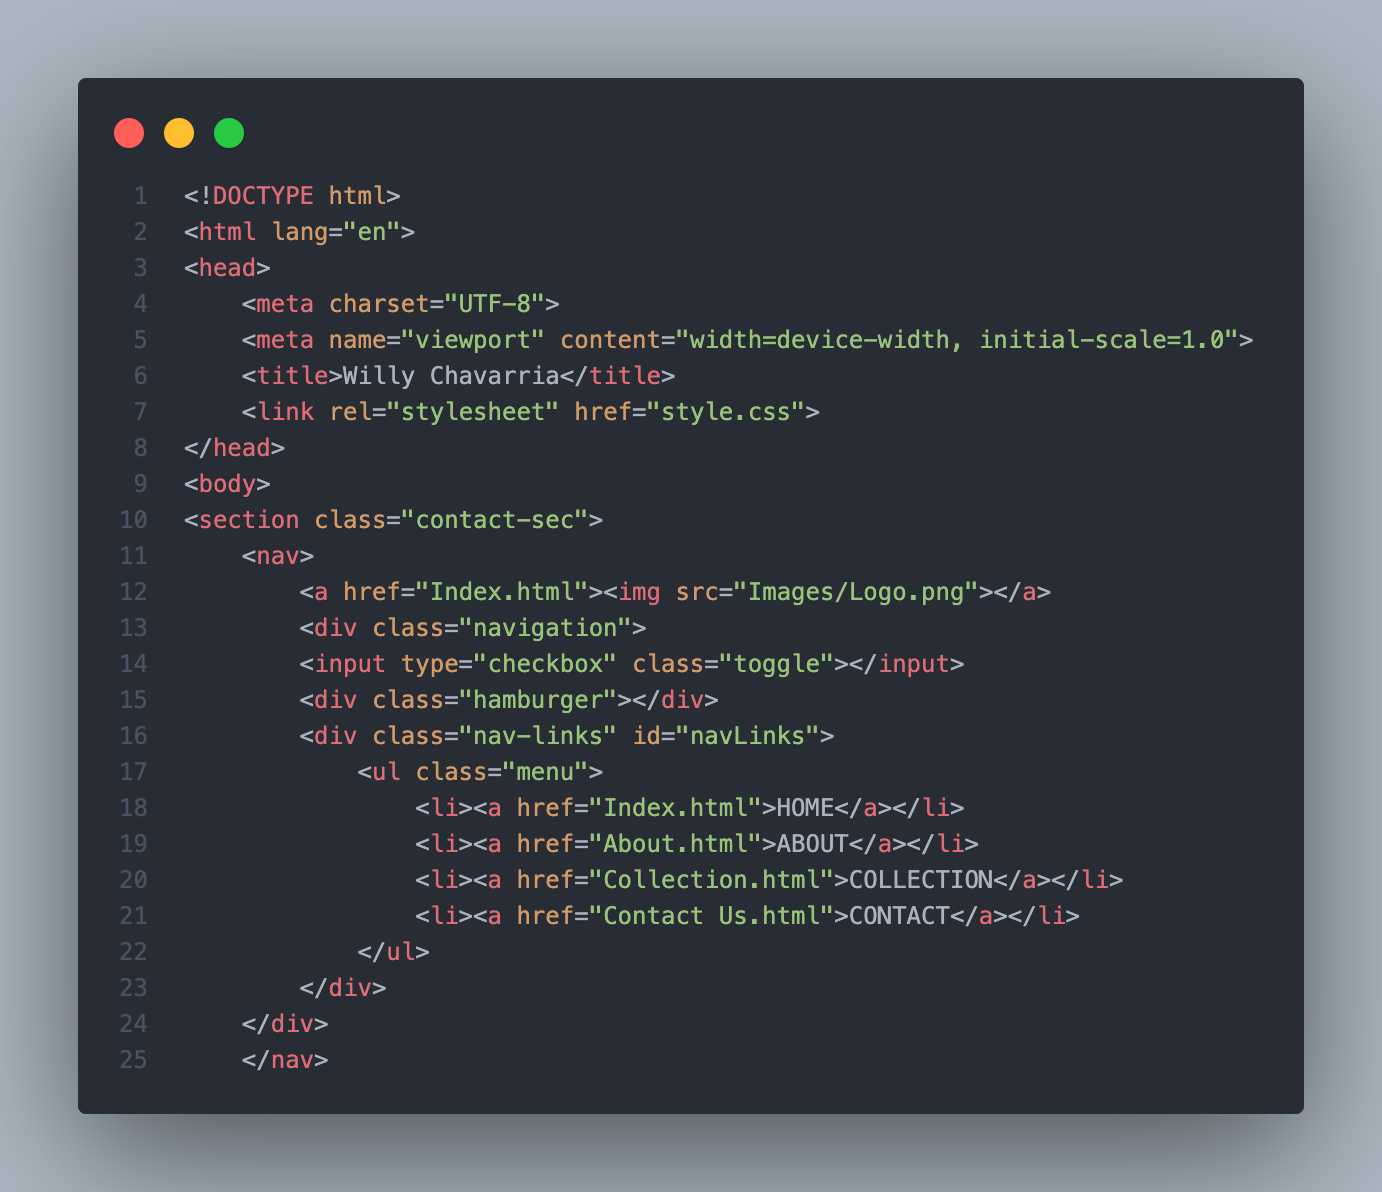 1 <!DOCTYPE html>
2 <html lang="en">
3 <head>
4     <meta charset="UTF-8">
5     <meta name="viewport" content="width=device-width, initial-scale=1.0">
6     <title>Willy Chavarria</title>
7     <link rel="stylesheet" href="style.css">
8 </head>
9 <body>
10 <section class="contact-sec">
11     <nav>
12         <a href="Index.html"><img src="Images/Logo.png"></a>
13         <div class="navigation">
14         <input type="checkbox" class="toggle"></input>
15         <div class="hamburger"></div>
16         <div class="nav-links" id="navLinks">
17             <ul class="menu">
18                 <li><a href="Index.html">HOME</a></li>
19                 <li><a href="About.html">ABOUT</a></li>
20                 <li><a href="Collection.html">COLLECTION</a></li>
21                 <li><a href="Contact Us.html">CONTACT</a></li>
22             </ul>
23         </div>
24     </div>
25     </nav>